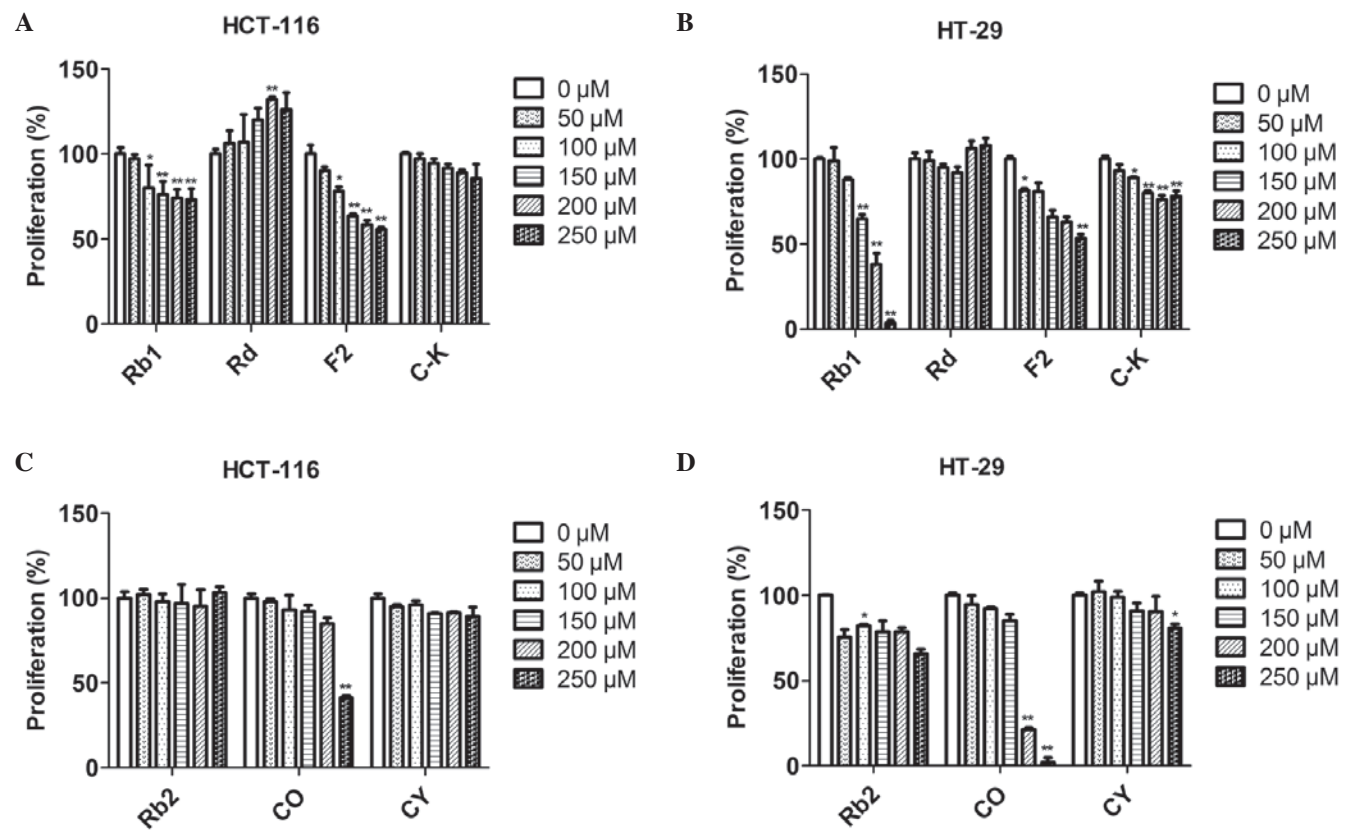 A
HCT-116
Proliferation (%)
150
100
50
0
* ** ** **
**
* ** ** **
Rb1 Rd F2 C-K
0 µM
50 µM
100 µM
150 µM
200 µM
250 µM
B
HT-29
Proliferation (%)
150
100
50
0
** ** **
* **
* ** ** **
Rb1 Rd F2 C-K
0 µM
50 µM
100 µM
150 µM
200 µM
250 µM
C
HCT-116
Proliferation (%)
150
100
50
0
**
Rb2 CO CY
0 µM
50 µM
100 µM
150 µM
200 µM
250 µM
D
HT-29
Proliferation (%)
150
100
50
0
*
** **
*
Rb2 CO CY
0 µM
50 µM
100 µM
150 µM
200 µM
250 µM